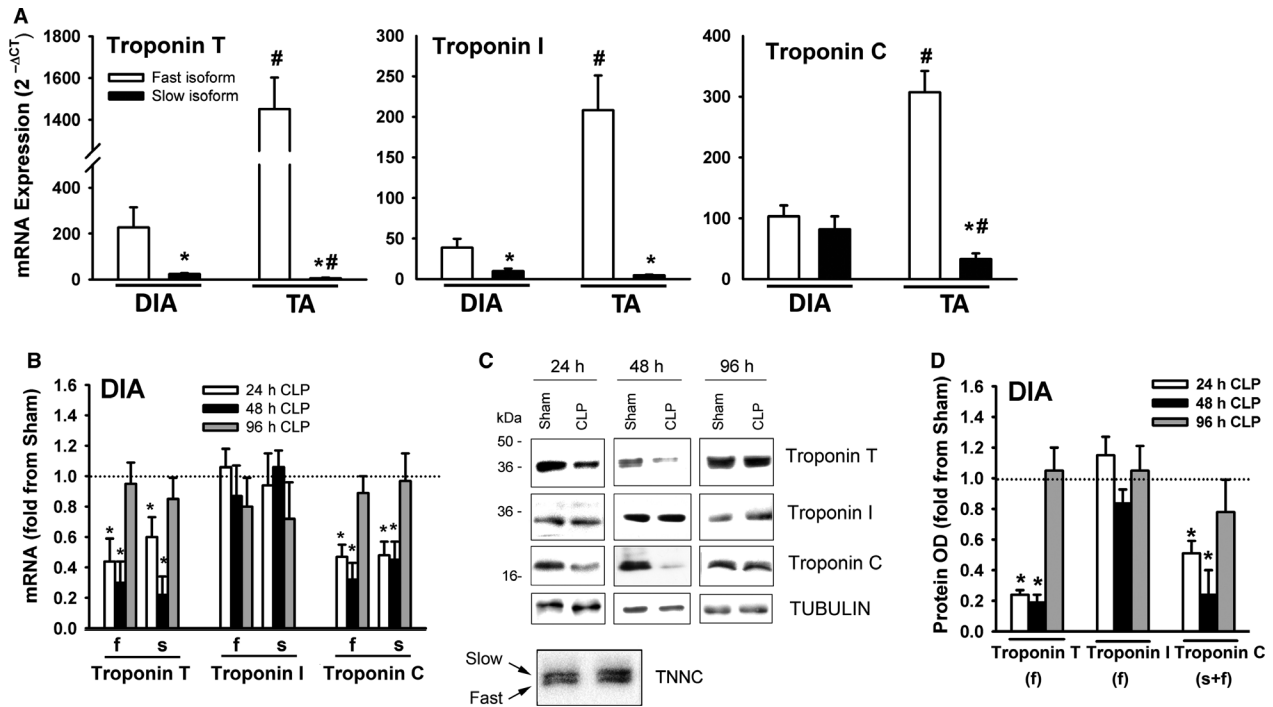 A
mRNA Expression (2 −ΔCT)
Troponin T
Fast isoform
Slow isoform
1800
1600
1400
400
200
0
#
*
*#
DIA
TA
Troponin I
300
250
200
150
100
50
0
#
*
*
DIA
TA
Troponin C
400
300
200
100
0
#
*#
DIA
TA
B
mRNA (fold from Sham)
DIA
24 h CLP
48 h CLP
96 h CLP
1.6
1.4
1.2
1.0
0.8
0.6
0.4
0.2
0.0
* * * * * * * *
f s f s f s
Troponin T Troponin I Troponin C
C
24 h 48 h 96 h
kDa
Sham CLP Sham CLP Sham CLP
50 -
36 -
Troponin T
36 -
Troponin I
Troponin C
16-
TUBULIN
Slow
Fast
TNNC
D
Protein OD (fold from Sham)
DIA
24 h CLP
48 h CLP
96 h CLP
1.6
1.4
1.2
1.0
0.8
0.6
0.4
0.2
0.0
* * * *
Troponin T Troponin I Troponin C
(f) (f) (s+f)